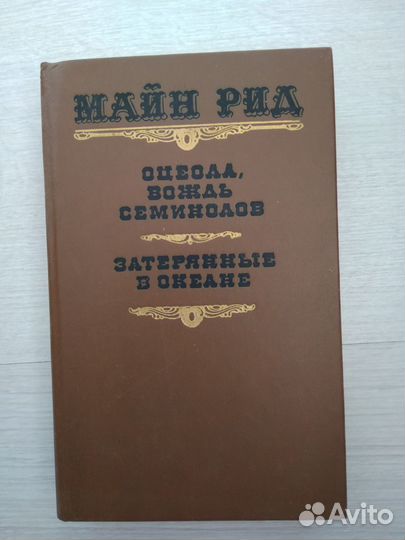 МАЙН РИД
ОЦЕОЛА,
ВОЖДЬ
СЕМИНОЛОВ
ЗАТЕРЯННЫЕ
В ОКЕАНЕ
Avito